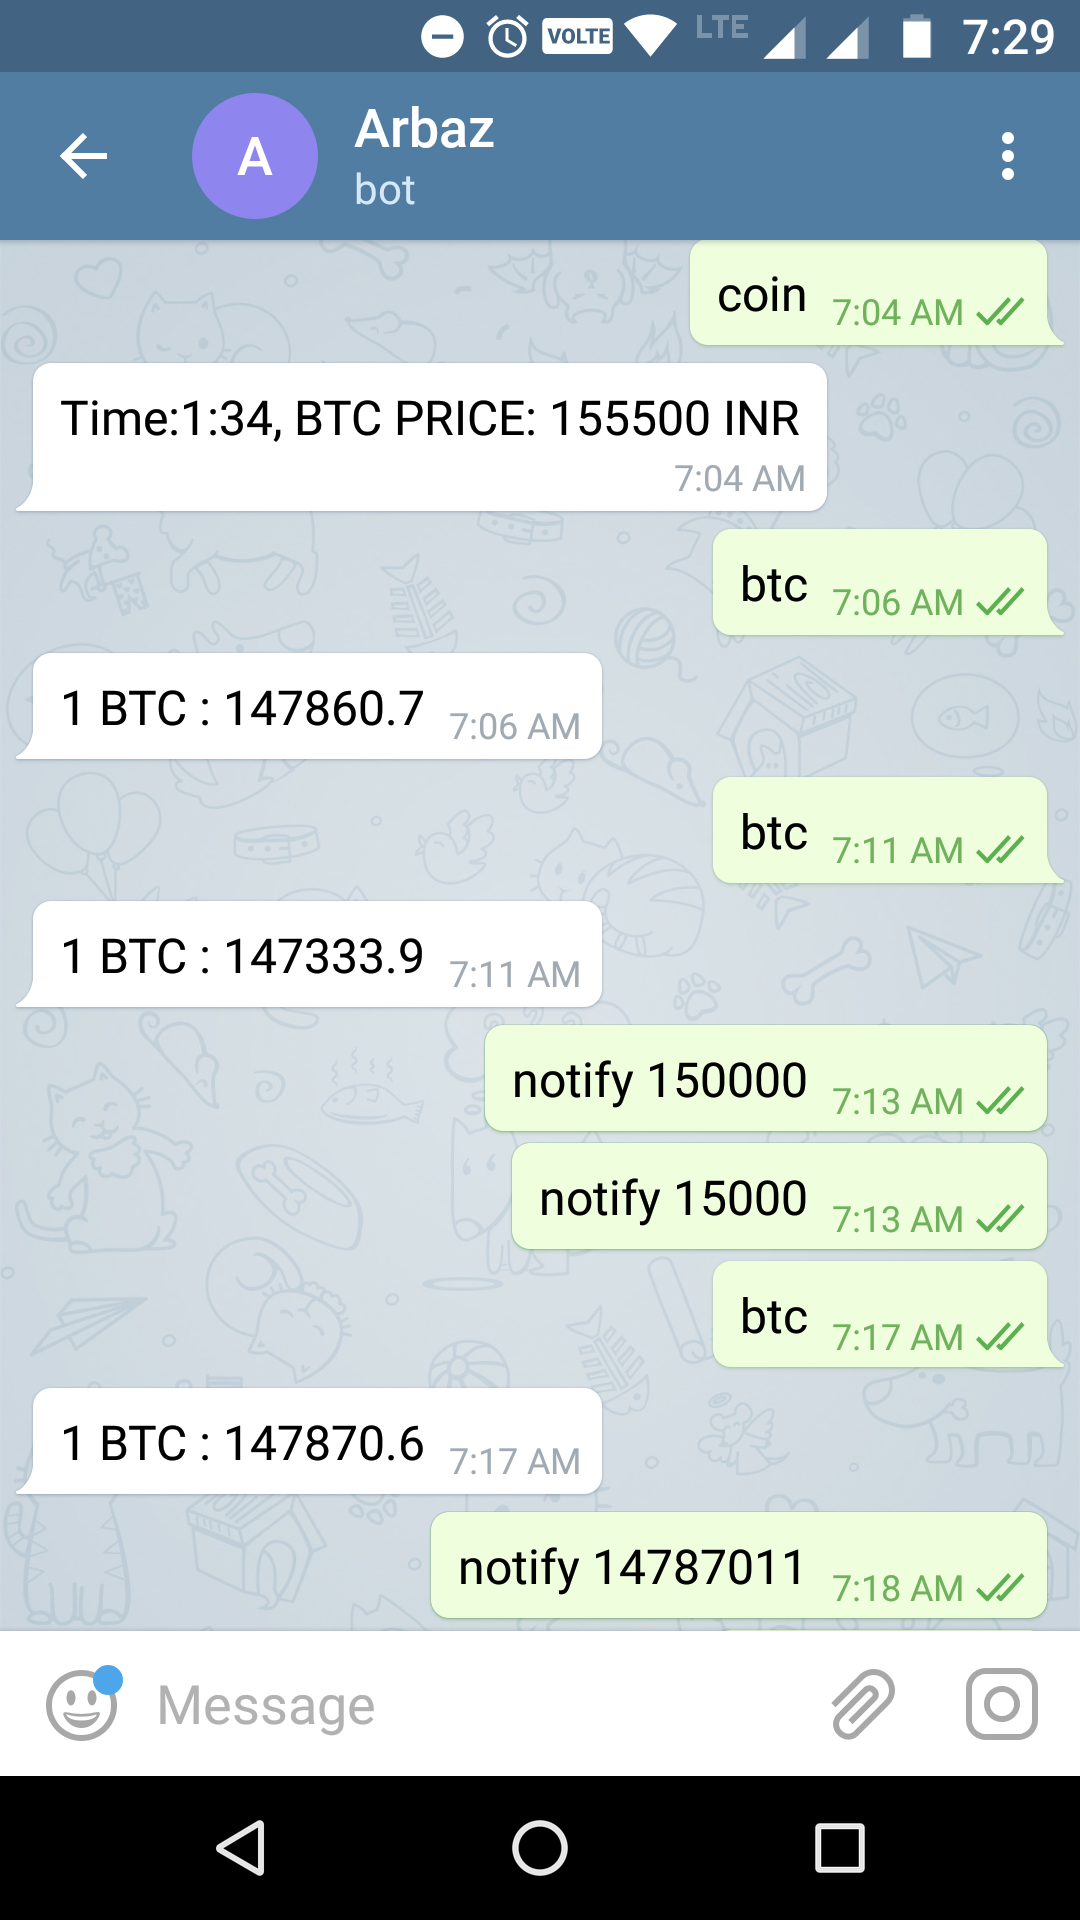 VOLTE LTE 7:29
A
Arbaz
bot
coin 7:04 AM
Time:1:34, BTC PRICE: 155500 INR
7:04 AM
btc 7:06 AM
1 BTC : 147860.7 7:06 AM
btc 7:11 AM
1 BTC : 147333.9 7:11 AM
notify 150000 7:13 AM
notify 15000 7:13 AM
btc 7:17 AM
1 BTC : 147870.6 7:17 AM
notify 14787011 7:18 AM
Message